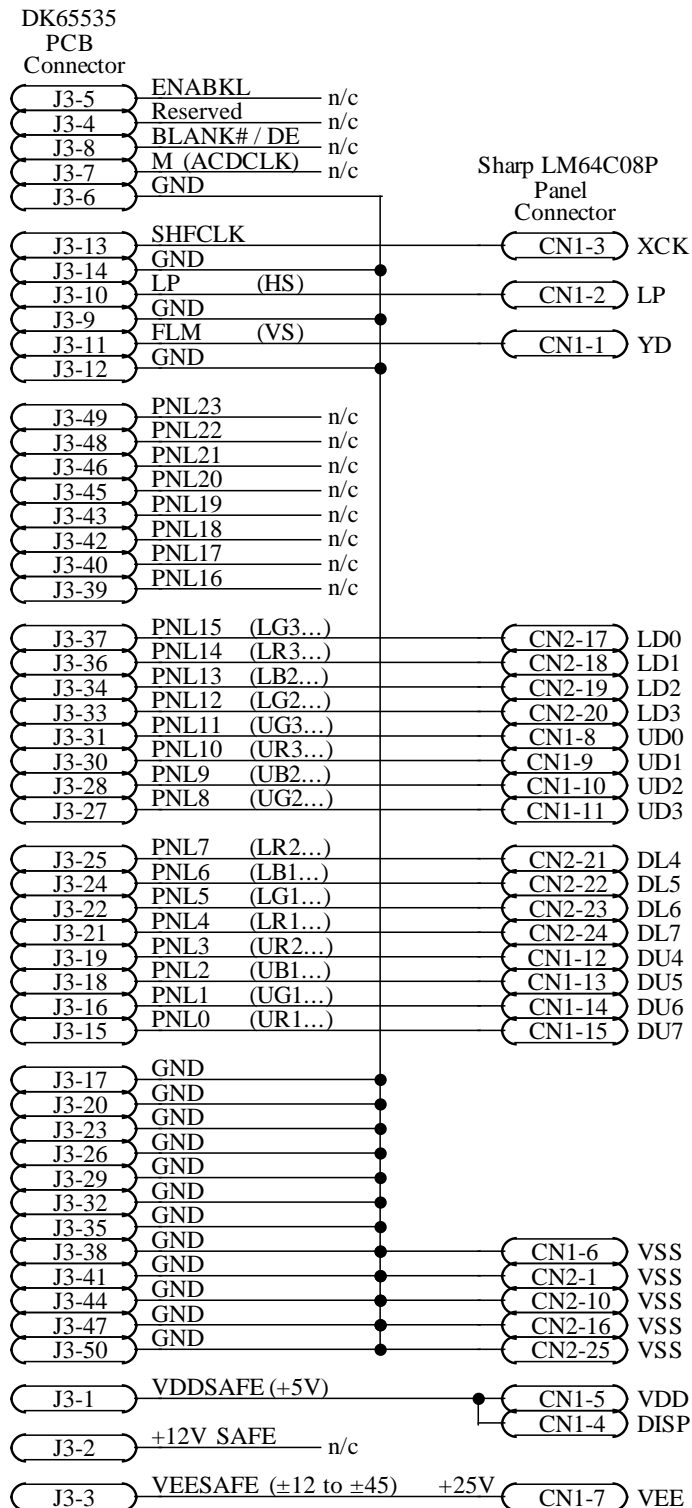 DK65535
PCB
Connector
J3-5 ENABKL n/c
J3-4 Reserved n/c
J3-8 BLANK# / DE n/c
J3-7 M (ACDCLK) n/c
J3-6 GND
Sharp LM64C08P
Panel
Connector
J3-13 SHFCLK CN1-3 XCK
J3-14 GND
J3-10 LP (HS) CN1-2 LP
J3-9 GND
J3-11 FLM (VS) CN1-1 YD
J3-12 GND
J3-49 PNL23 n/c
J3-48 PNL22 n/c
J3-46 PNL21 n/c
J3-45 PNL20 n/c
J3-43 PNL19 n/c
J3-42 PNL18 n/c
J3-40 PNL17 n/c
J3-39 PNL16 n/c
J3-37 PNL15 (LG3...) CN2-17 LD0
J3-36 PNL14 (LR3...) CN2-18 LD1
J3-34 PNL13 (LB2...) CN2-19 LD2
J3-33 PNL12 (LG2...) CN2-20 LD3
J3-31 PNL11 (UG3...) CN1-8 UD0
J3-30 PNL10 (UR3...) CN1-9 UD1
J3-28 PNL9 (UB2...) CN1-10 UD2
J3-27 PNL8 (UG2...) CN1-11 UD3
J3-25 PNL7 (LR2...) CN2-21 DL4
J3-24 PNL6 (LB1...) CN2-22 DL5
J3-22 PNL5 (LG1...) CN2-23 DL6
J3-21 PNL4 (LR1...) CN2-24 DL7
J3-19 PNL3 (UR2...) CN1-12 DU4
J3-18 PNL2 (UB1...) CN1-13 DU5
J3-16 PNL1 (UG1...) CN1-14 DU6
J3-15 PNL0 (UR1...) CN1-15 DU7
J3-17 GND
J3-20 GND
J3-23 GND
J3-26 GND
J3-29 GND
J3-32 GND
J3-35 GND
J3-38 GND CN1-6 VSS
J3-41 GND CN2-1 VSS
J3-44 GND CN2-10 VSS
J3-47 GND CN2-16 VSS
J3-50 GND CN2-25 VSS
J3-1 VDDSAFE (+5V) CN1-5 VDD
CN1-4 DISP
J3-2 +12V SAFE n/c
J3-3 VEESAFE (±12 to ±45) +25V CN1-7 VEE